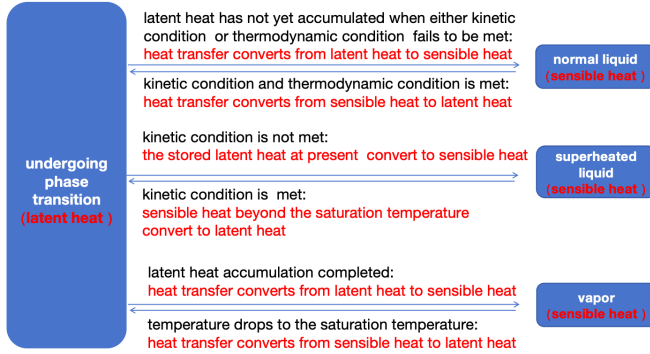 latent heat has not yet accumulated when either kinetic
condition or thermodynamic condition fails to be met:
heat transfer converts from latent heat to sensible heat
normal liquid
(sensible heat)
kinetic condition and thermodynamic condition is met:
heat transfer converts from sensible heat to latent heat
kinetic condition is not met:
the stored latent heat at present convert to sensible heat
undergoing
phase
transition
(latent heat)
superheated
liquid
(sensible heat)
kinetic condition is met:
sensible heat beyond the saturation temperature
convert to latent heat
latent heat accumulation completed:
heat transfer converts from latent heat to sensible heat
vapor
(sensible heat)
temperature drops to the saturation temperature:
heat transfer converts from sensible heat to latent heat